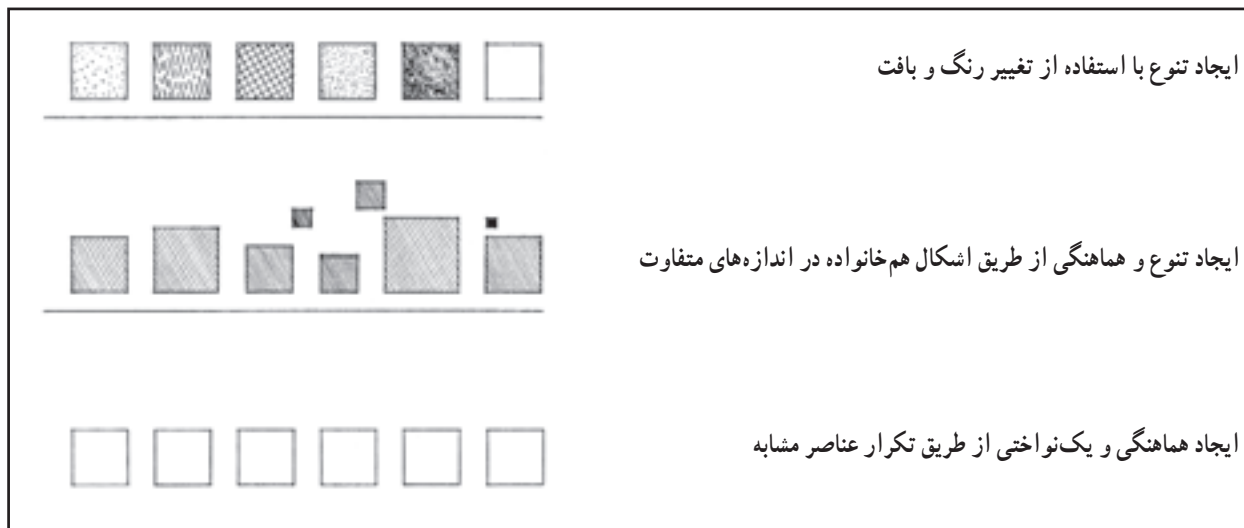 ایجاد تنوع با استفاده از تغییر رنگ و بافت
ایجاد تنوع و هماهنگی از طریق اشکال هم‌خانواده در اندازه‌های متفاوت
ایجاد هماهنگی و یک‌نواختی از طریق تکرار عناصر مشابه